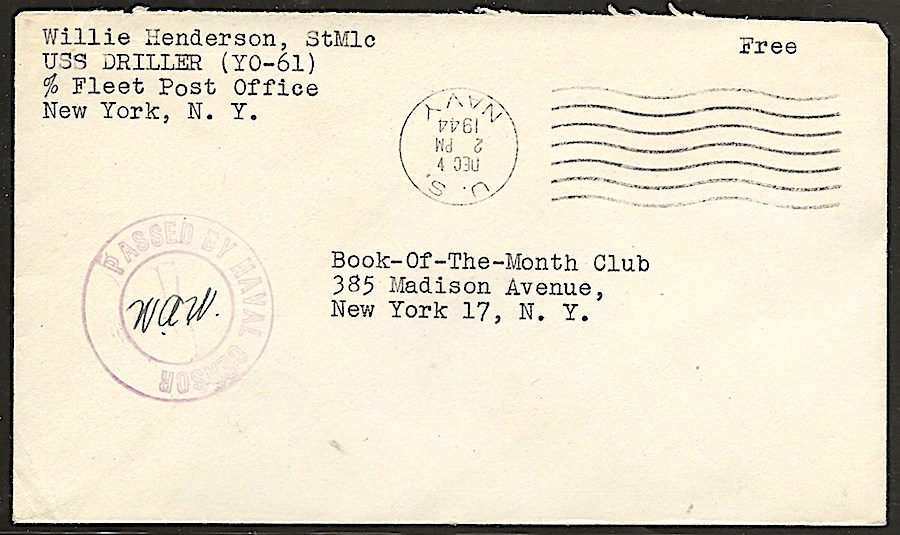 Willie Henderson, StM1c
USS DRILLER (YO-61)
% Fleet Post Office
New York, N. Y.
Free
U. S. NAVY
DEC 4
2 PM
1944
PASSED BY NAVAL CENSOR
Book-Of-The-Month Club
385 Madison Avenue,
New York 17, N. Y.